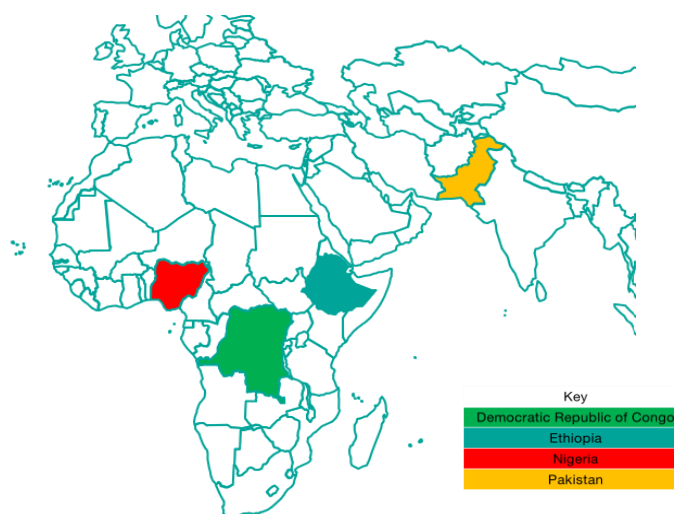 Key
Democratic Republic of Congo
Ethiopia
Nigeria
Pakistan